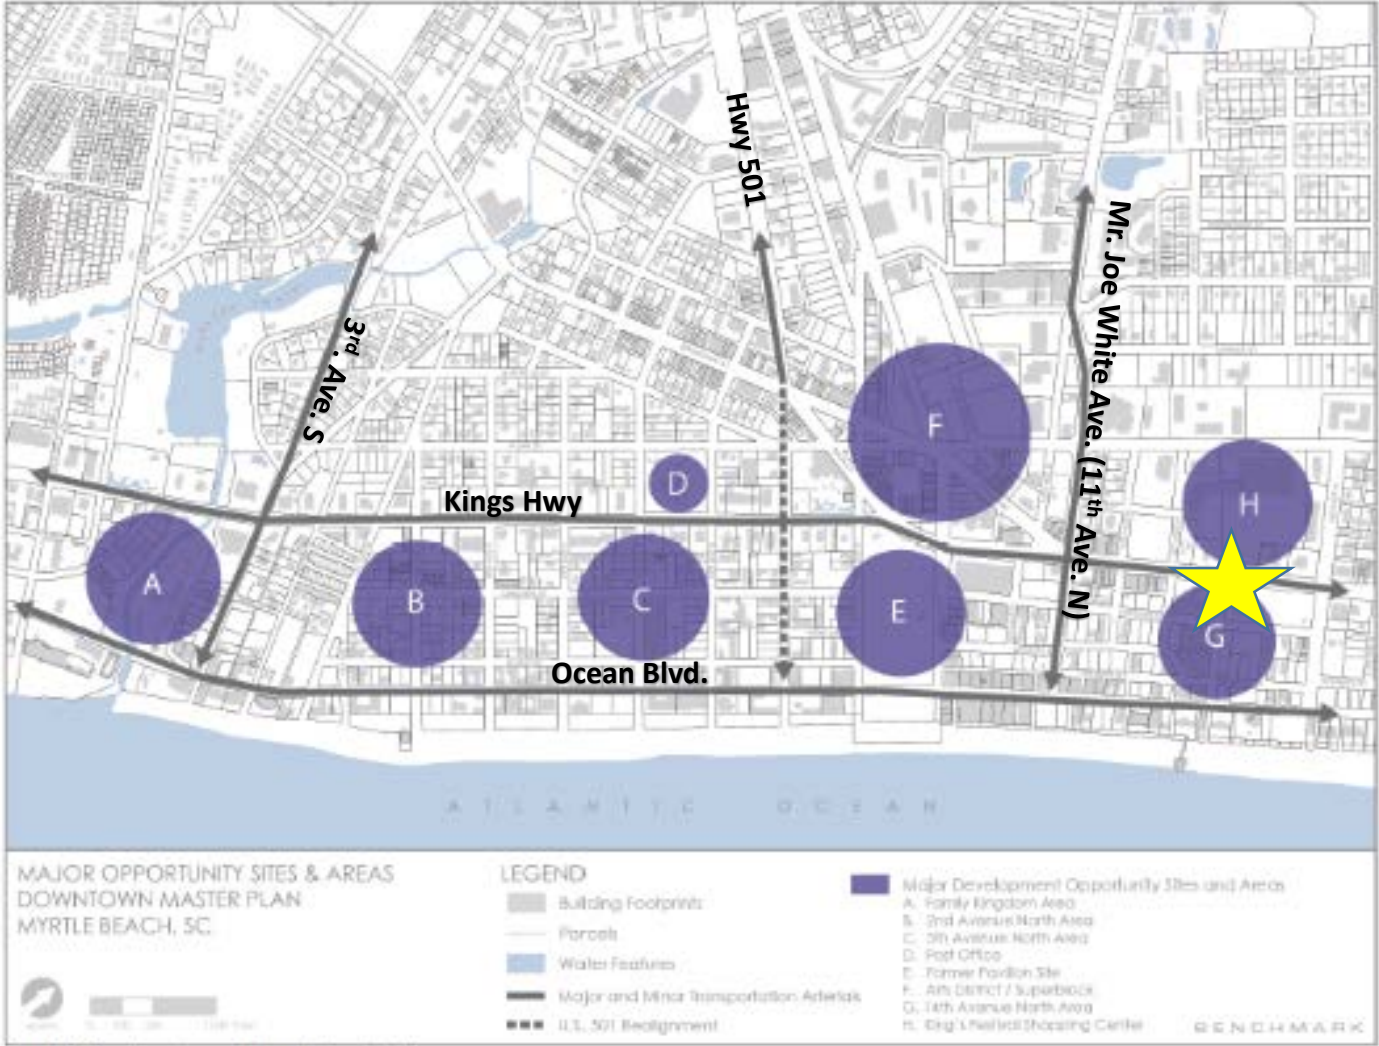 Hwy 501
Mr. Joe White Ave. (11th Ave. N)
3rd. Ave. S
F
D
H
Kings Hwy
A
B
C
E
G
Ocean Blvd.
ATLANTIC OCEAN
MAJOR OPPORTUNITY SITES & AREAS
DOWNTOWN MASTER PLAN
MYRTLE BEACH, SC
LEGEND
Building Footprints
Parcels
Water Features
Major and Minor Transportation Arterials
U.S. 501 Realignment
Major Development Opportunity Sites and Areas
A. Family Kingdom Area
B. 2nd Avenue North Area
C. 5th Avenue North Area
D. Post Office
E. Former Pavilion Site
F. Arts District / Superblock
G. 14th Avenue North Area
H. King's Festival Shopping Center
BENCHMARK